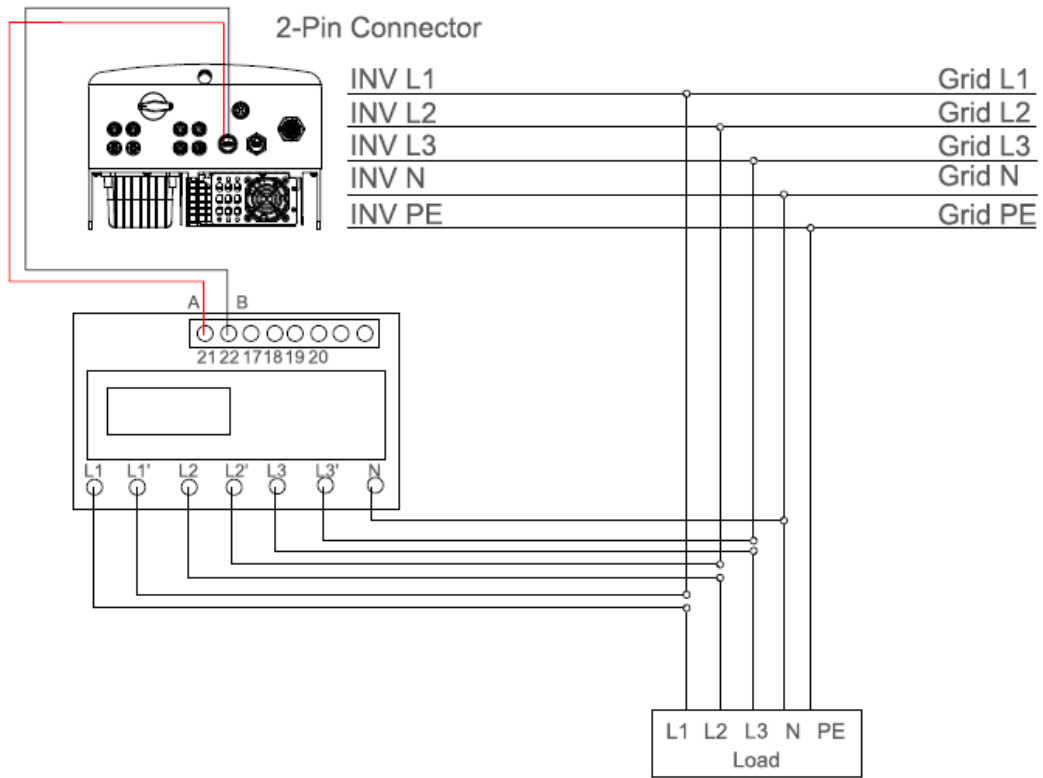 2-Pin Connector
INV L1 Grid L1
INV L2 Grid L2
INV L3 Grid L3
INV N Grid N
INV PE Grid PE
A B
21 22 17 18 19 20
L1 L1' L2 L2' L3 L3' N
L1 L2 L3 N PE
Load